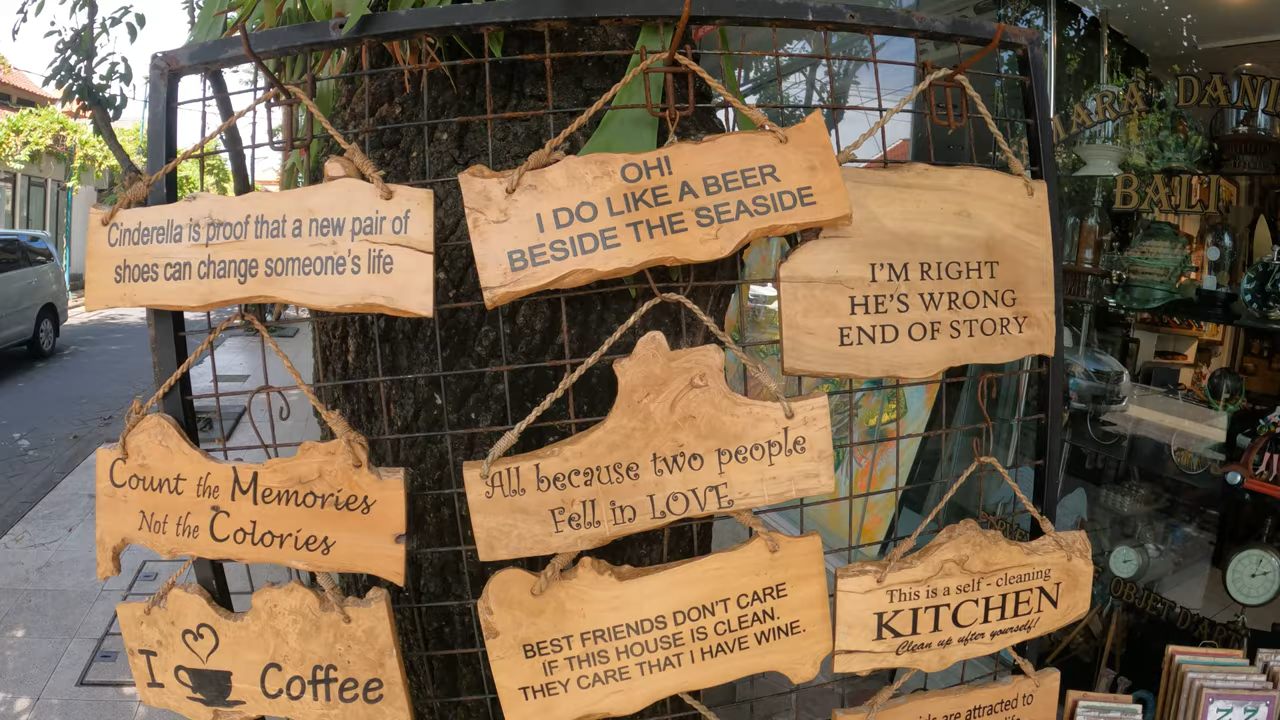 Cinderella is proof that a new pair of
shoes can change someone's life
OH!
I DO LIKE A BEER
BESIDE THE SEASIDE
I'M RIGHT
HE'S WRONG
END OF STORY
Count the Memories
Not the Colories
All because two people
Fell in LOVE
This is a self - cleaning
KITCHEN
Clean up after yourself!
I Coffee
BEST FRIENDS DON'T CARE
IF THIS HOUSE IS CLEAN.
THEY CARE THAT I HAVE WINE.
are attracted to
BALI
OBJET D'ART